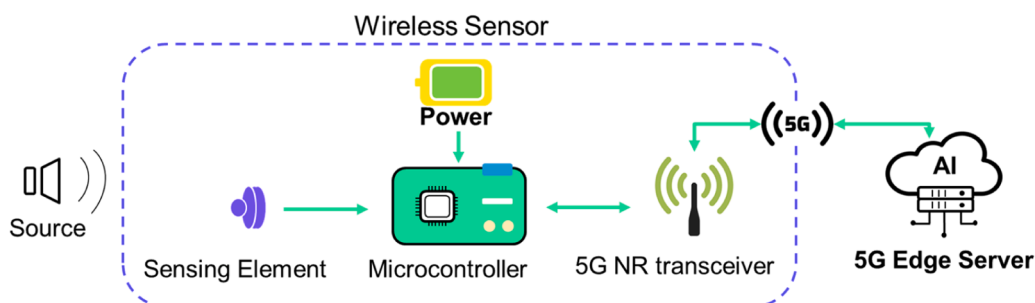 Wireless Sensor
Power
5G
AI
Source
Sensing Element
Microcontroller
5G NR transceiver
5G Edge Server